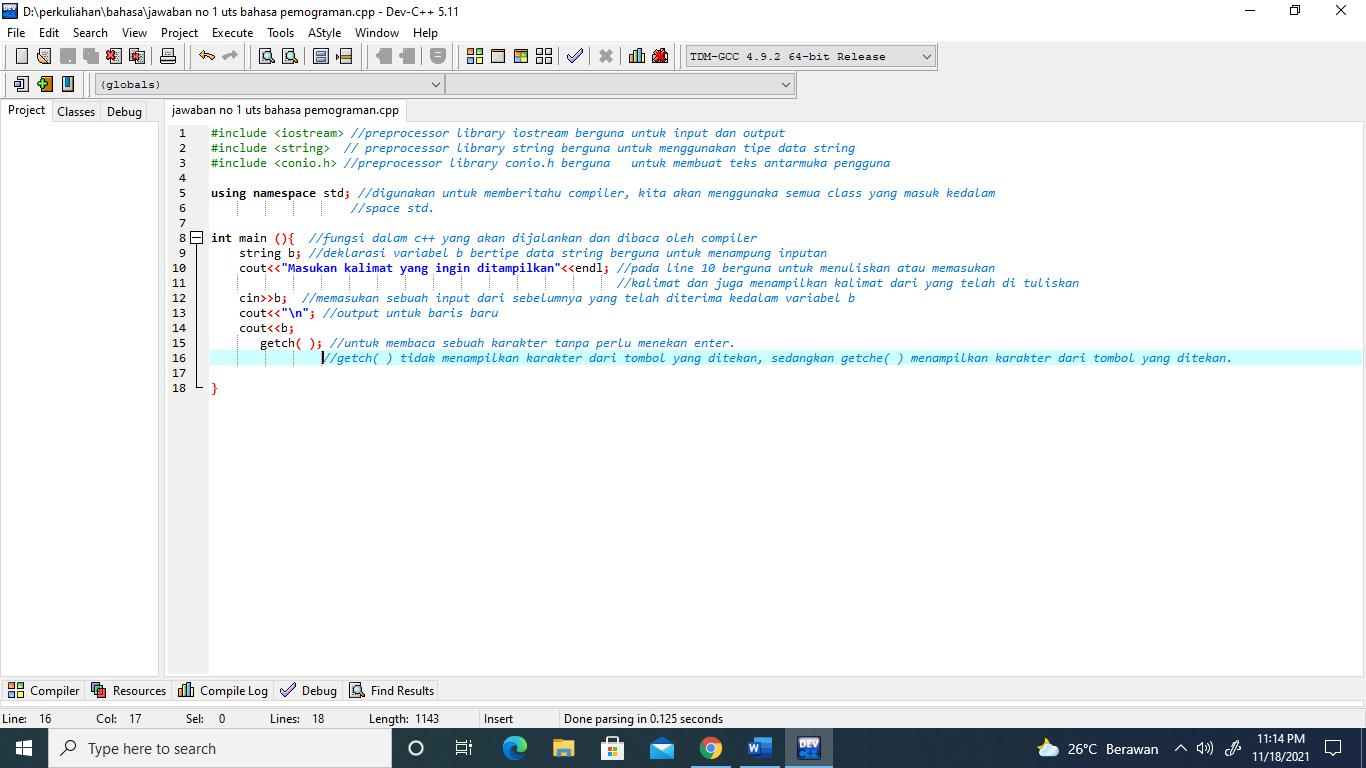 D:\perkuliahan\bahasa\jawaban no 1 uts bahasa pemograman.cpp - Dev-C++ 5.11
File Edit Search View Project Execute Tools AStyle Window Help
TDM-GCC 4.9.2 64-bit Release
(globals)
Project Classes Debug
jawaban no 1 uts bahasa pemograman.cpp
1 #include <iostream> //preprocessor library iostream berguna untuk input dan output
2 #include <string>  // preprocessor library string berguna untuk menggunakan tipe data string
3 #include <conio.h> //preprocessor library conio.h berguna   untuk membuat teks antarmuka pengguna
4
5 using namespace std; //digunakan untuk memberitahu compiler, kita akan menggunaka semua class yang masuk kedalam
6 //space std.
7
8 int main (){  //fungsi dalam c++ yang akan dijalankan dan dibaca oleh compiler
9 string b; //deklarasi variabel b bertipe data string berguna untuk menampung inputan
10 cout<<"Masukan kalimat yang ingin ditampilkan"<<endl; //pada line 10 berguna untuk menuliskan atau memasukan
11 //kalimat dan juga menampilkan kalimat dari yang telah di tuliskan
12 cin>>b;  //memasukan sebuah input dari sebelumnya yang telah diterima kedalam variabel b
13 cout<<"\n"; //output untuk baris baru
14 cout<<b;
15 getch( ); //untuk membaca sebuah karakter tanpa perlu menekan enter.
16 //getch( ) tidak menampilkan karakter dari tombol yang ditekan, sedangkan getche( ) menampilkan karakter dari tombol yang ditekan.
17
18 }
Compiler Resources Compile Log Debug Find Results
Line: 16 Col: 17 Sel: 0 Lines: 18 Length: 1143 Insert Done parsing in 0.125 seconds
Type here to search
DEV
26°C Berawan
11:14 PM
11/18/2021